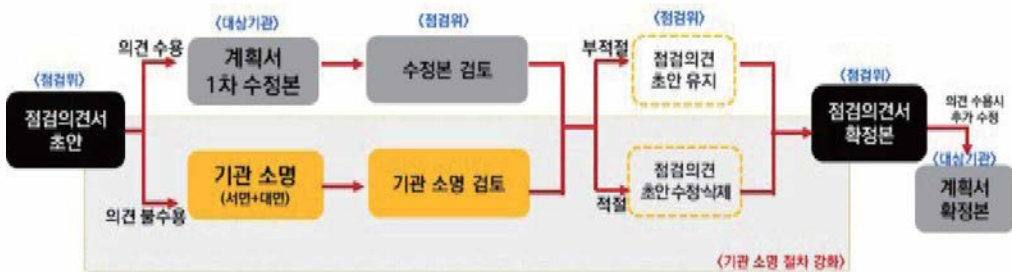 〈점검위〉
점검의견서
초안
의견 수용
의견 불수용
〈대상기관〉
계획서
1차 수정본
기관 소명
(서면+대면)
〈점검위〉
수정본 검토
기관 소명 검토
부적절
적절
〈점검위〉
점검의견
초안 유지
점검의견
초안 수정·삭제
〈점검위〉
점검의견서
확정본
의견 수용시
추가 수정
〈대상기관〉
계획서
확정본
〈기관 소명 절차 강화〉